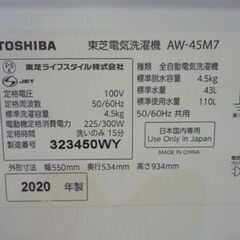 TOSHIBA 東芝電気洗濯機 AW-45M7
PS E JET
東芝ライフスタイル株式会社
定格電圧 100V
定格周波数 50/60Hz
標準洗濯容量 4.5kg
電動機定格消費電力 225/300W
定格時間 洗いのみ 15分
製造番号 323450WY
種類 全自動電気洗濯機
標準脱水容量 4.5kg
標準水量 43L
標準使用水量 110L
50/60Hz 共用
日本国内専用
Use Only in Japan
外形寸法 幅550mm 奥行534mm 高さ934mm
2020 年製